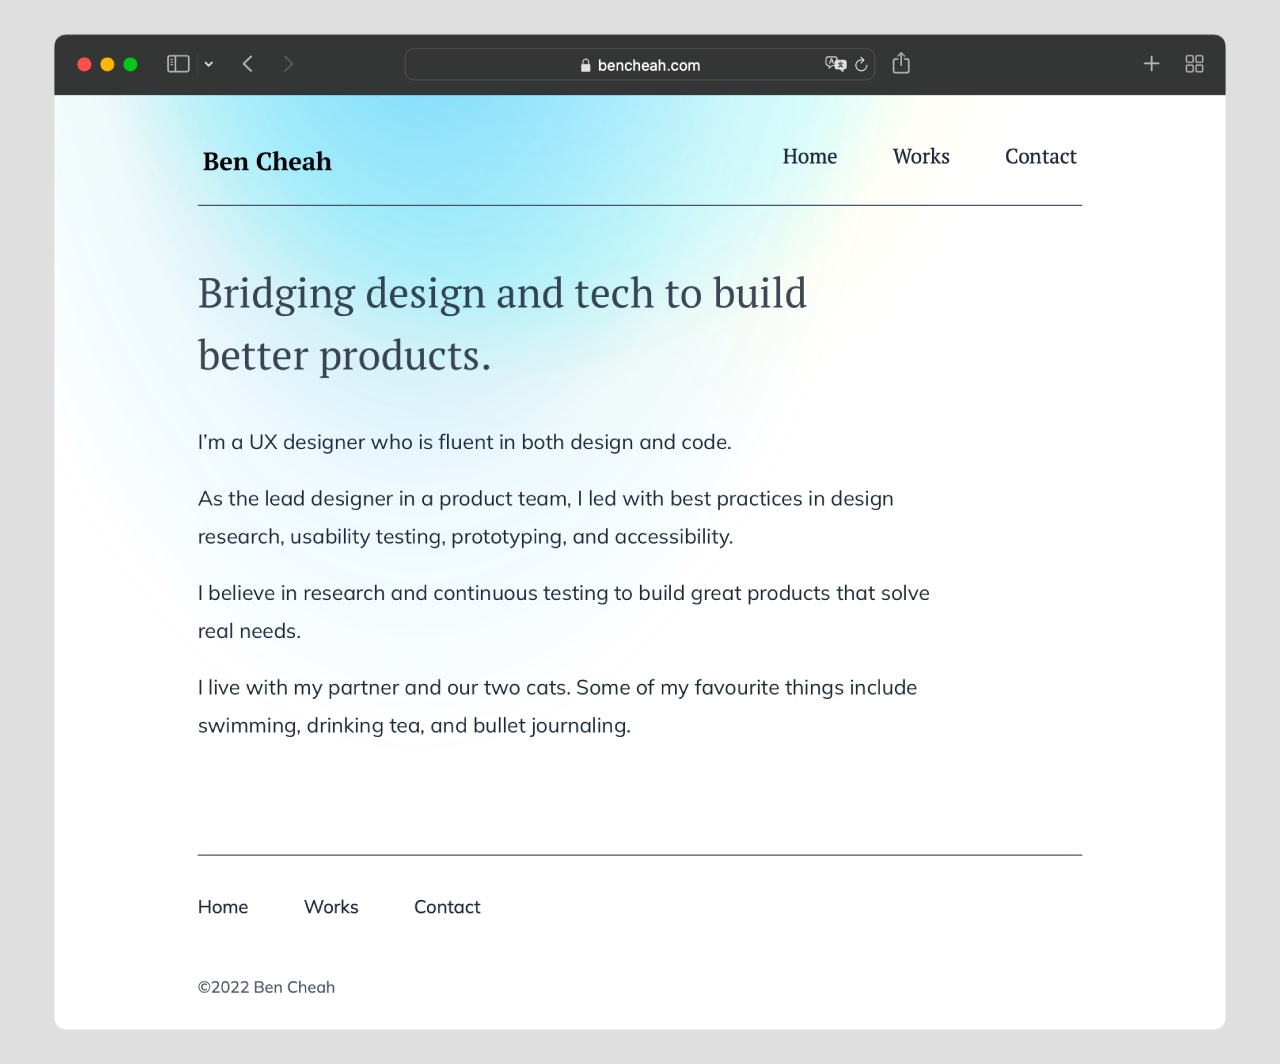 bencheah.com
Ben Cheah
Home Works Contact
Bridging design and tech to build
better products.
I’m a UX designer who is fluent in both design and code.
As the lead designer in a product team, I led with best practices in design
research, usability testing, prototyping, and accessibility.
I believe in research and continuous testing to build great products that solve
real needs.
I live with my partner and our two cats. Some of my favourite things include
swimming, drinking tea, and bullet journaling.
Home Works Contact
©2022 Ben Cheah